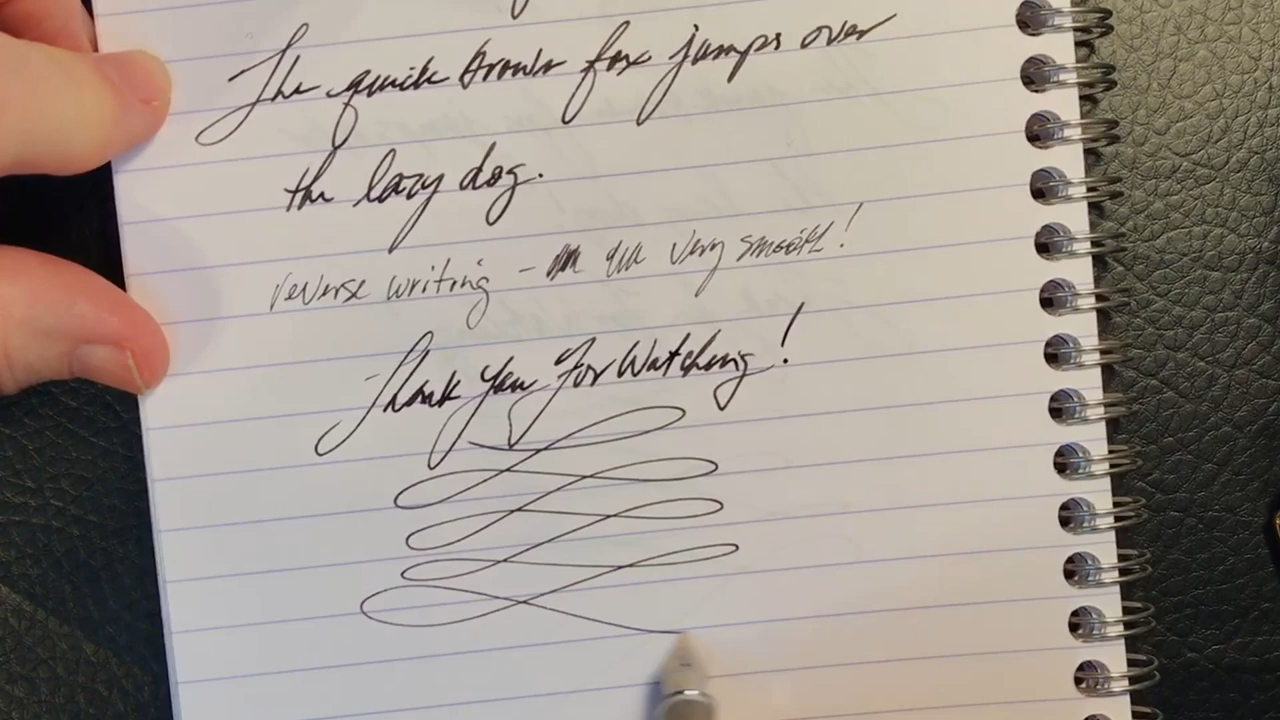 The quick brown fox jumps over
the lazy dog.
reverse writing - very smooth!
Thank you for watching!